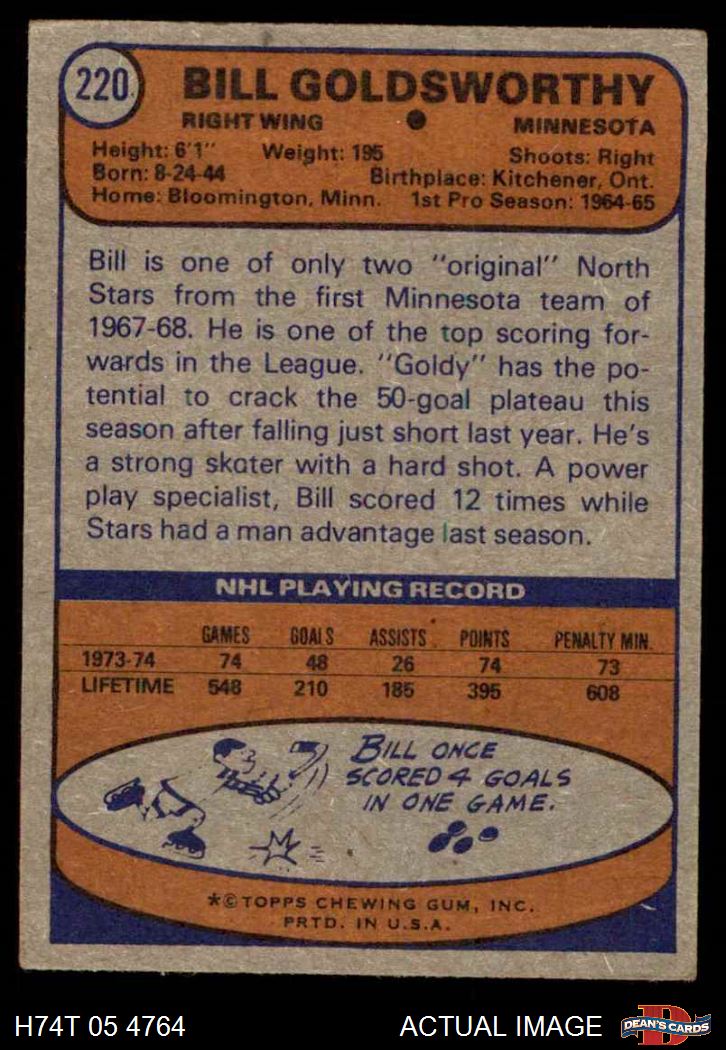 220
BILL GOLDSWORTHY
RIGHT WING ● MINNESOTA
Height: 6'1" Weight: 195 Shoots: Right
Born: 8-24-44 Birthplace: Kitchener, Ont.
Home: Bloomington, Minn. 1st Pro Season: 1964-65
Bill is one of only two "original" North
Stars from the first Minnesota team of
1967-68. He is one of the top scoring for-
wards in the League. "Goldy" has the po-
tential to crack the 50-goal plateau this
season after falling just short last year. He's
a strong skater with a hard shot. A power
play specialist, Bill scored 12 times while
Stars had a man advantage last season.
NHL PLAYING RECORD
GAMES GOALS ASSISTS POINTS PENALTY MIN.
1973-74 74 48 26 74 73
LIFETIME 548 210 185 395 608
BILL ONCE
SCORED 4 GOALS
IN ONE GAME.
*© TOPPS CHEWING GUM, INC.
PRTD. IN U.S.A.
H74T 05 4764 ACTUAL IMAGE
D
DEAN'S CARDS